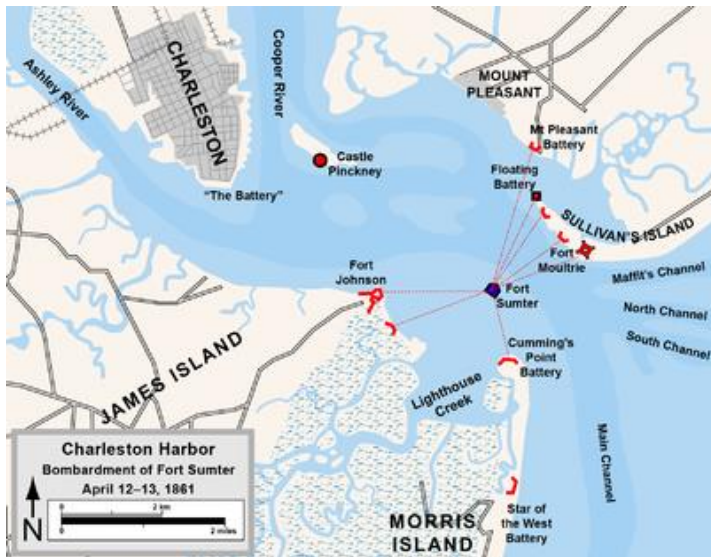 Ashley River
CHARLESTON
Cooper River
MOUNT
PLEASANT
Mt Pleasant
Battery
Castle
Pinckney
Floating
Battery
"The Battery"
SULLIVAN'S ISLAND
Fort
Moultrie
Fort
Johnson
Fort
Sumter
Maffit's Channel
North Channel
South Channel
Cumming's
Point
Battery
JAMES ISLAND
Lighthouse
Creek
Main Channel
Charleston Harbor
Bombardment of Fort Sumter
April 12–13, 1861
0 2 km
0 2 miles
N
MORRIS
ISLAND
Star of
the West
Battery